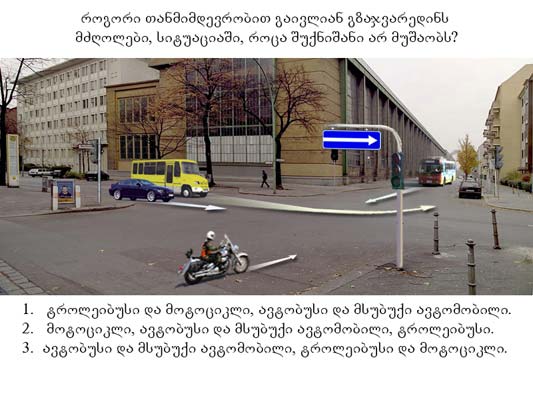 როგორი თანმიმდევრობით გაივლიან გზაჯვარედინს
მძღოლები, სიტუაციაში, როცა შუქნიშანი არ მუშაობს?
1. ტროლეიბუსი და მოტოციკლი, ავტობუსი და მსუბუქი ავტომობილი.
2. მოტოციკლი, ავტობუსი და მსუბუქი ავტომობილი, ტროლეიბუსი.
3. ავტობუსი და მსუბუქი ავტომობილი, ტროლეიბუსი და მოტოციკლი.